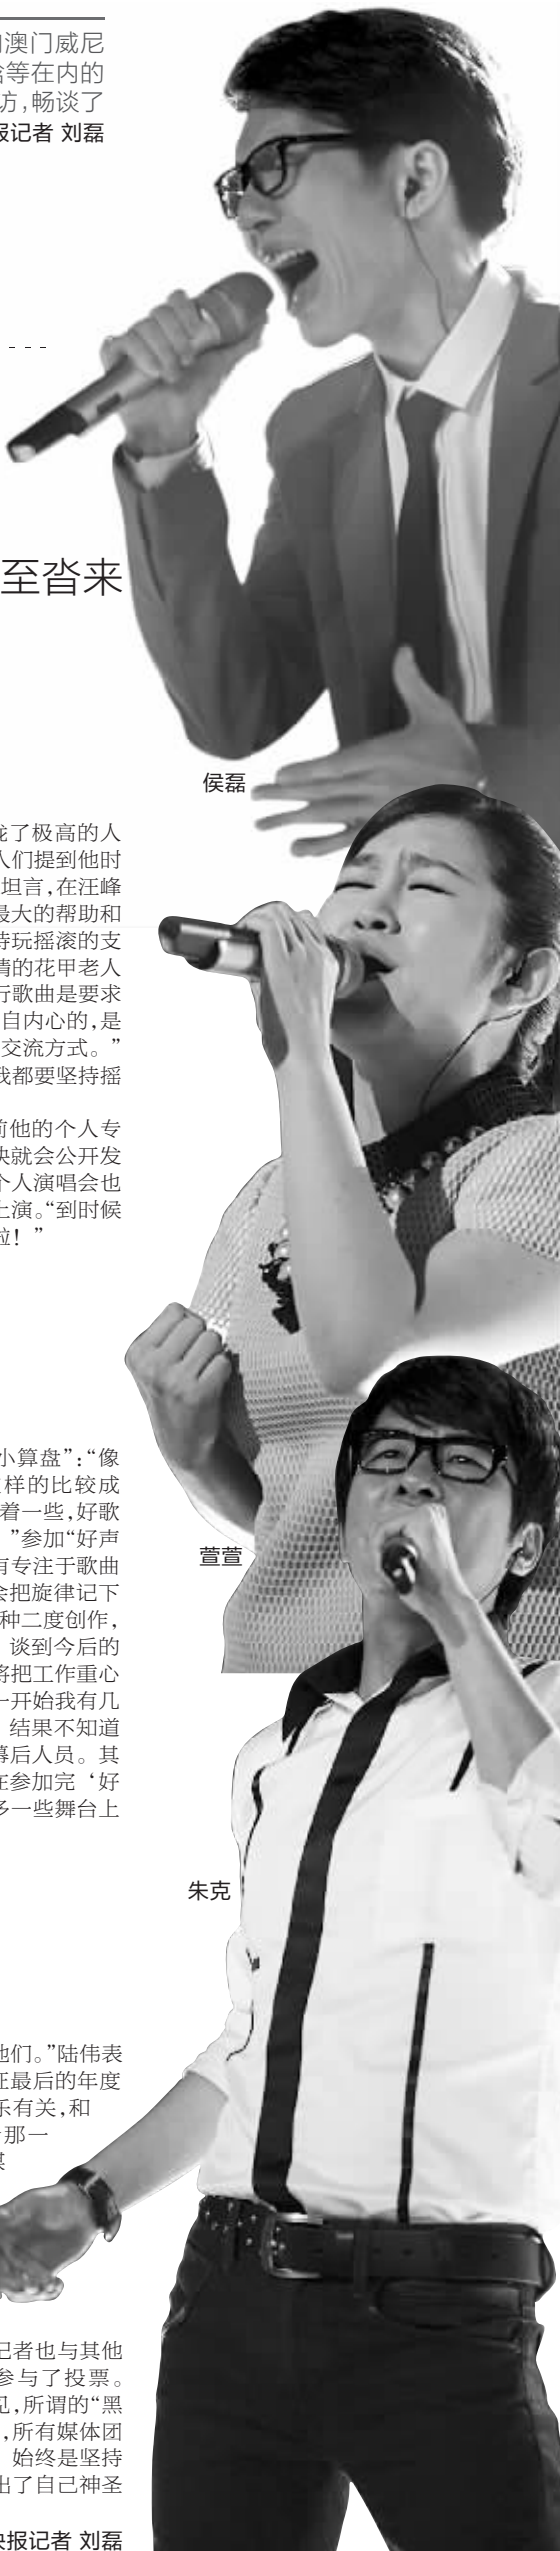 澳门威尼
等在内的
访，畅谈了
报记者 刘磊
至沓来
侯磊
了极高的人
人们提到他时
坦言，在汪峰
最大的帮助和
持玩摇滚的支
情的花甲老人
行歌曲是要求
自内心的，是
交流方式。”
我都要坚持摇
前他的个人专
快就会公开发
个人演唱会也
上演。“到时候
啦！”
小算盘”：“像
样的比较成
着一些，好歌
”参加“好声
有专注于歌曲
萱萱
会把旋律记下
种二度创作，
谈到今后的
将把工作重心
一开始我有几
结果不知道
幕后人员。其
在参加完‘好
多一些舞台上
朱克
他们。”陆伟表
在最后的年度
乐有关，和
那一
记者也与其他
参与了投票。
见，所谓的“黑
，所有媒体团
始终是坚持
出了自己神圣
快报记者 刘磊